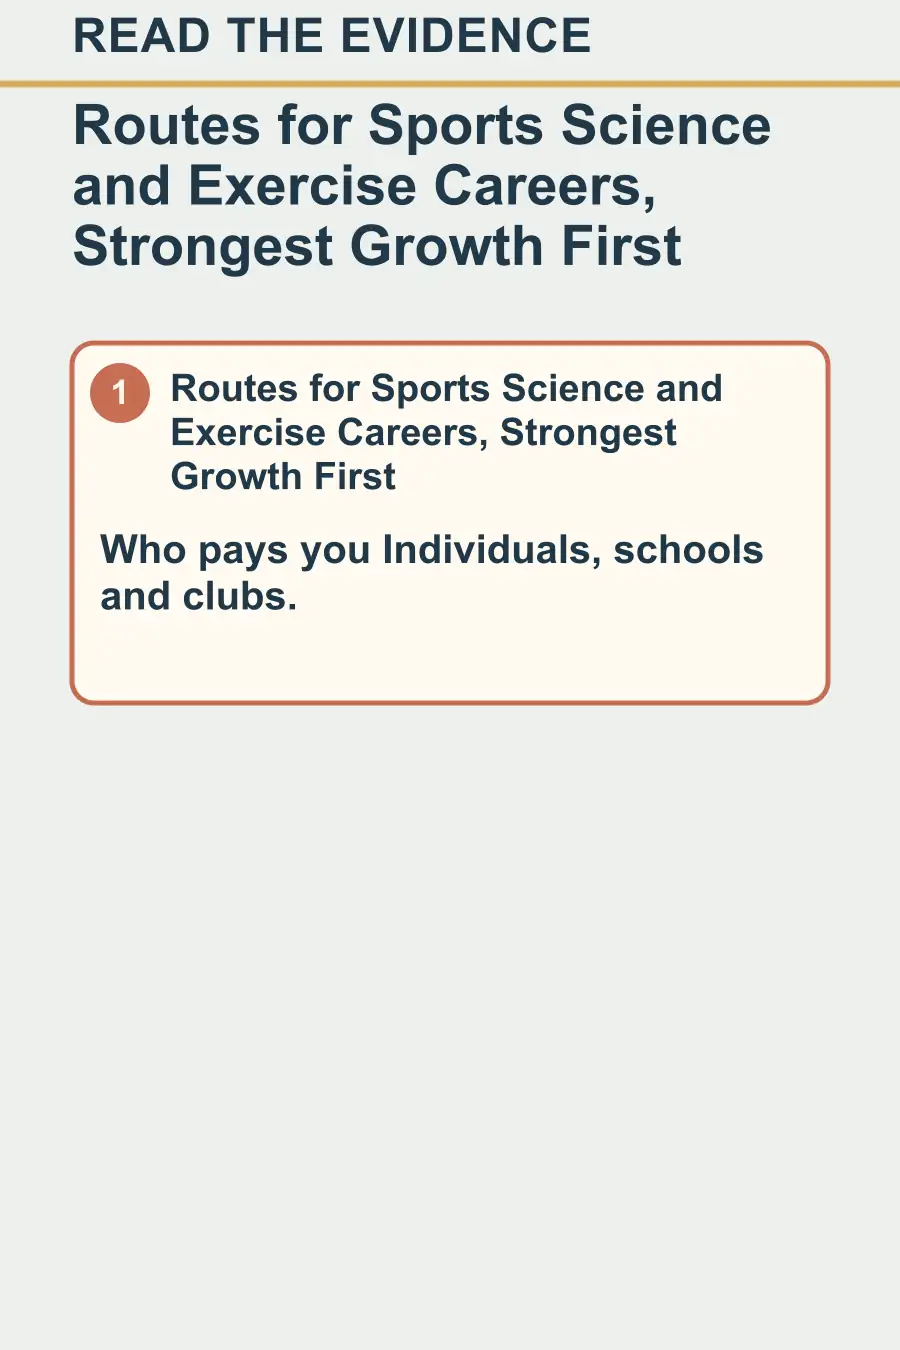 READ THE EVIDENCE
Routes for Sports Science
and Exercise Careers,
Strongest Growth First
1
Routes for Sports Science and
Exercise Careers, Strongest
Growth First
Who pays you Individuals, schools
and clubs.